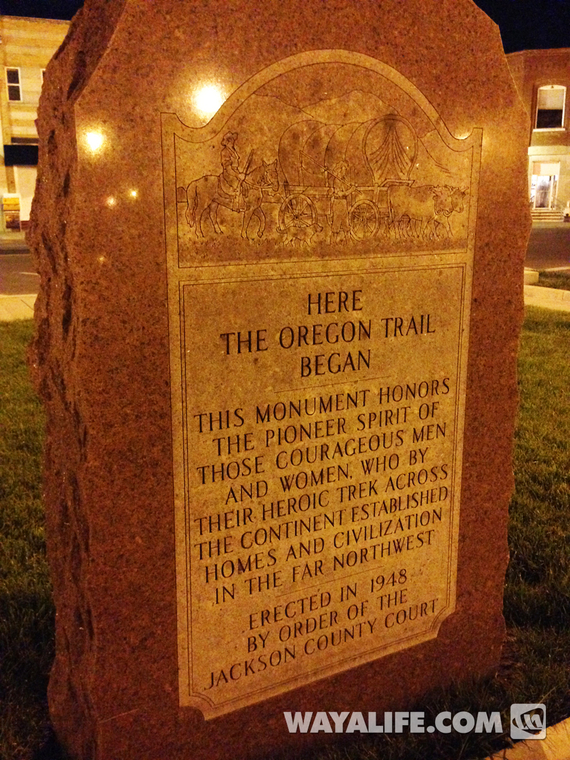 HERE
THE OREGON TRAIL
BEGAN
THIS MONUMENT HONORS
THE PIONEER SPIRIT OF
THOSE COURAGEOUS MEN
AND WOMEN, WHO BY
THEIR HEROIC TREK ACROSS
THE CONTINENT ESTABLISHED
HOMES AND CIVILIZATION
IN THE FAR NORTHWEST
ERECTED IN 1948
BY ORDER OF THE
JACKSON COUNTY COURT
WAYALIFE.COM